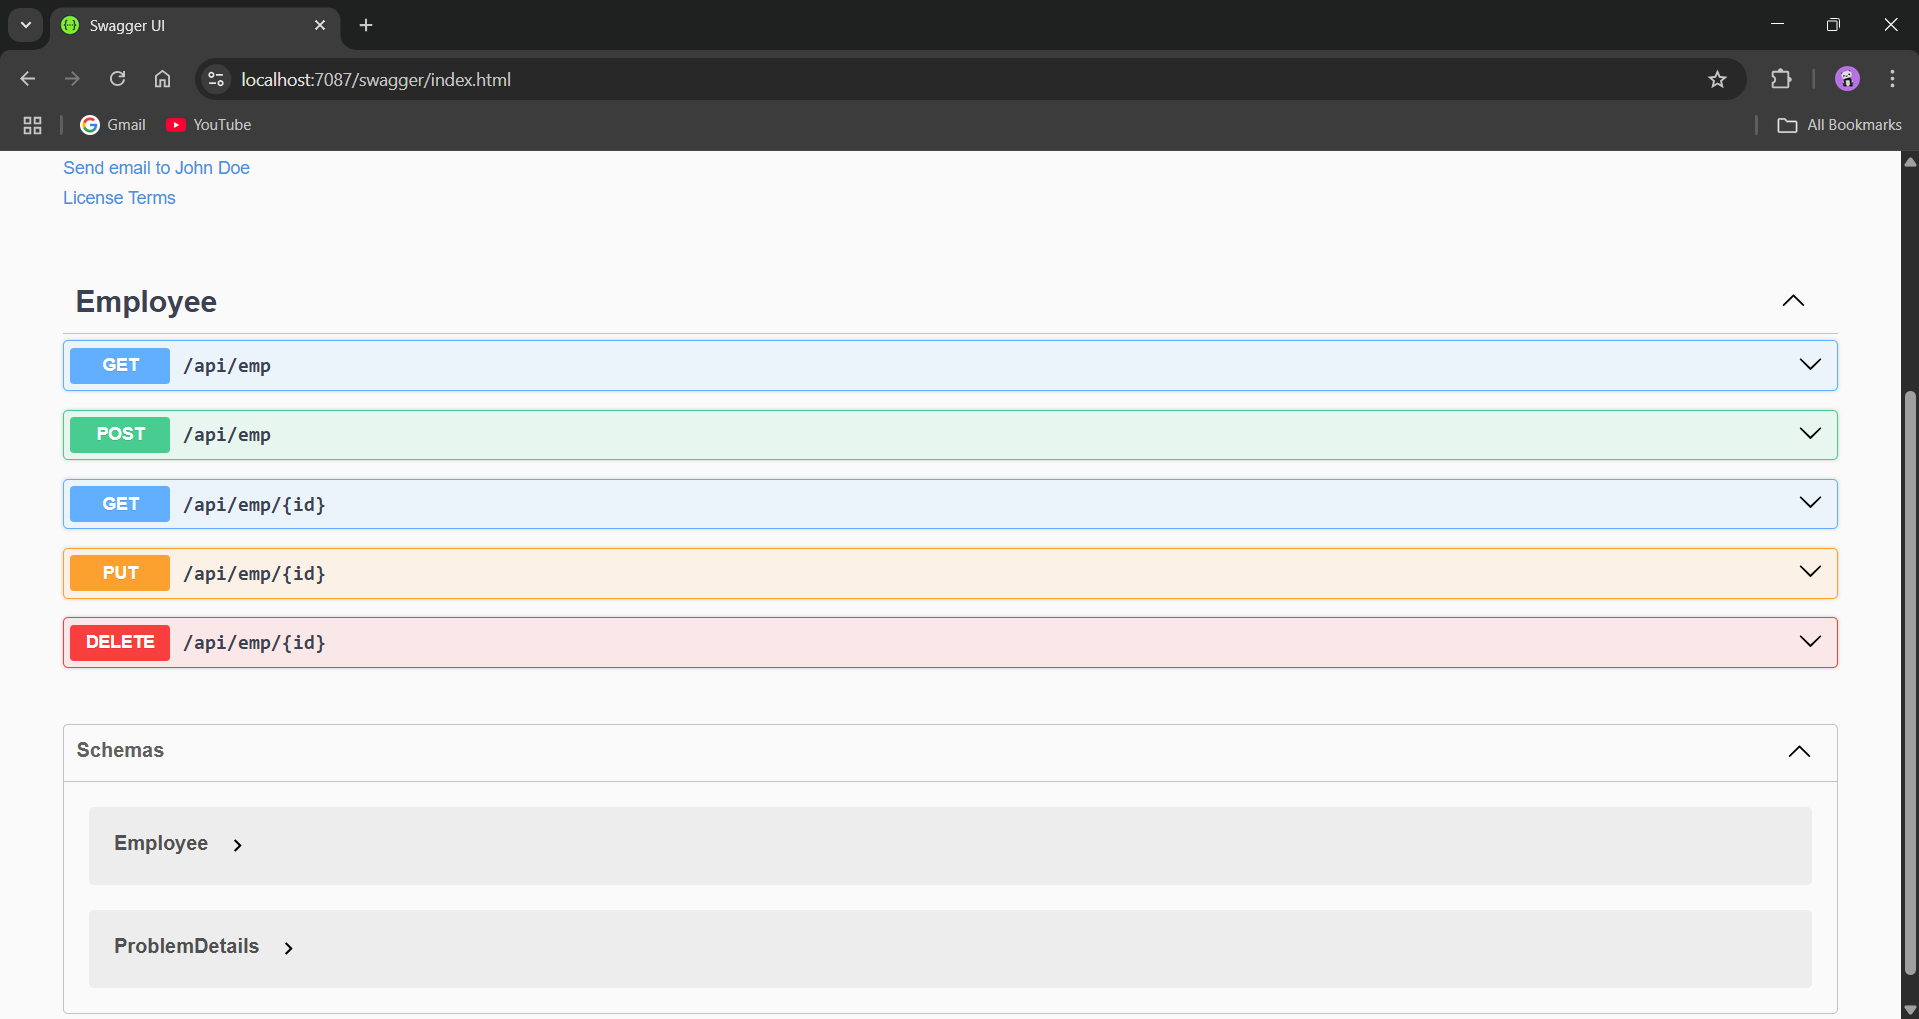 Swagger UI
localhost:7087/swagger/index.html
Gmail
YouTube
All Bookmarks
Send email to John Doe
License Terms
Employee
GET /api/emp
POST /api/emp
GET /api/emp/{id}
PUT /api/emp/{id}
DELETE /api/emp/{id}
Schemas
Employee
ProblemDetails